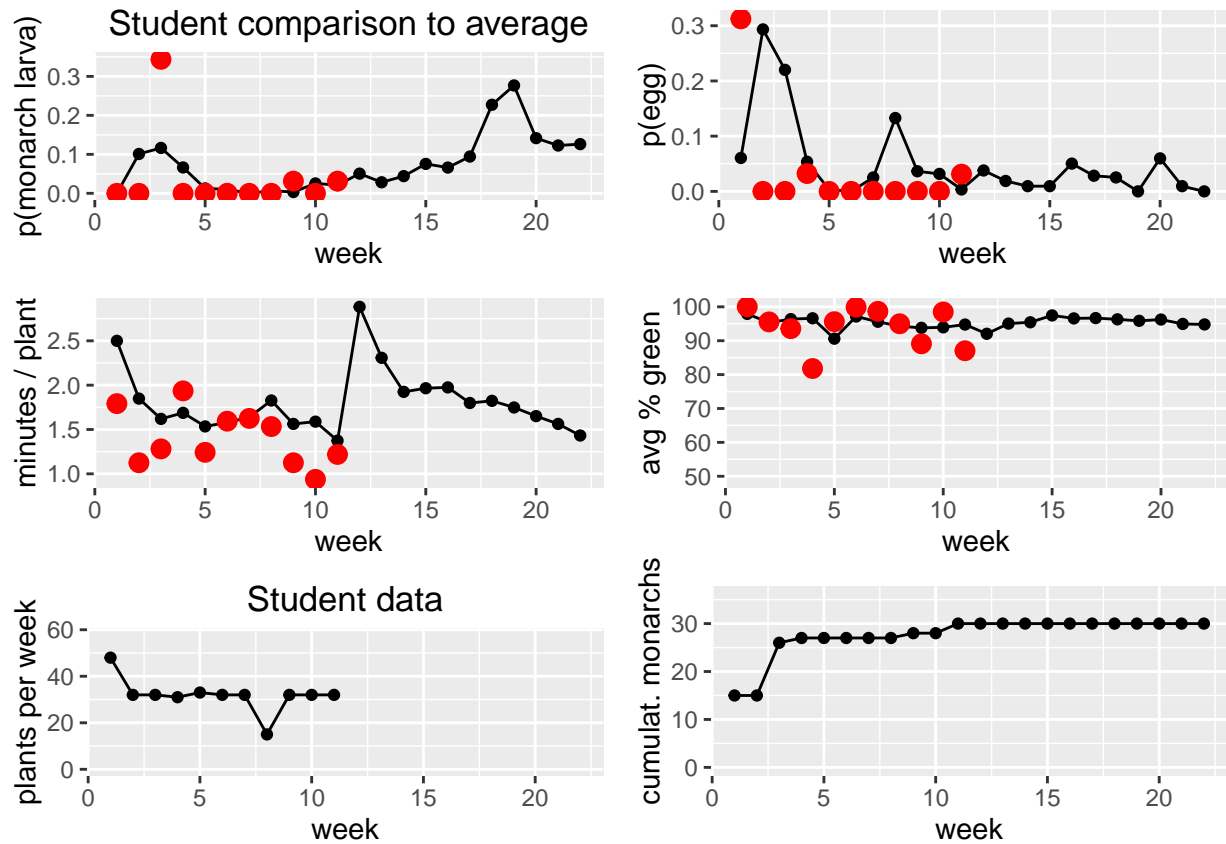 Student comparison to average
p(monarch larva)
0.3
0.2
0.1
0.0
0 5 10 15 20
week
p(egg)
0.3
0.2
0.1
0.0
0 5 10 15 20
week
minutes / plant
2.5
2.0
1.5
1.0
0 5 10 15 20
week
avg % green
100
90
80
70
60
50
0 5 10 15 20
week
Student data
plants per week
60
40
20
0
0 5 10 15 20
week
cumulat. monarchs
30
20
10
0
0 5 10 15 20
week